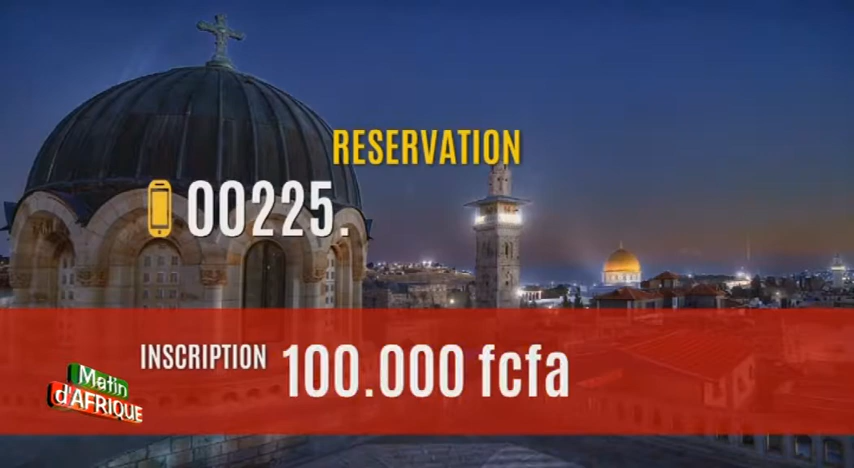 RESERVATION
00225.
INSCRIPTION 100.000 fcfa
Matin
d'AFRIQUE